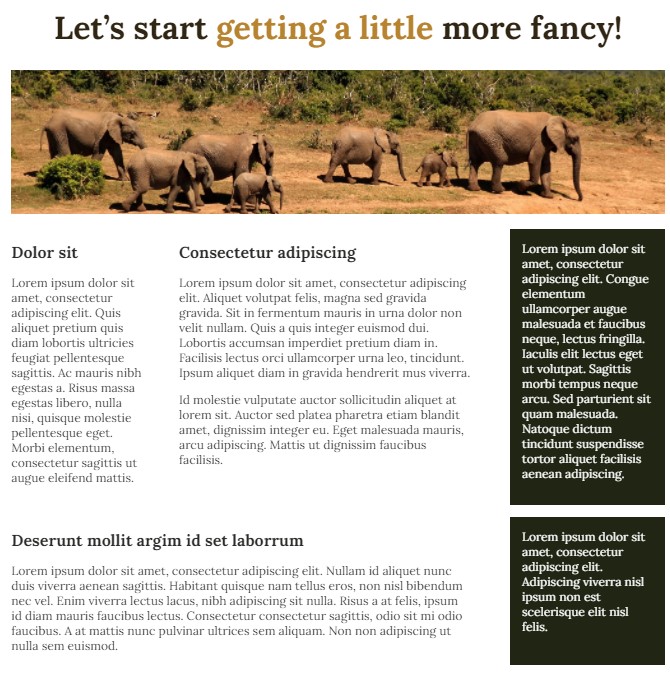 Let’s start getting a little more fancy!
Dolor sit
Lorem ipsum dolor sit
amet, consectetur
adipiscing elit. Quis
aliquet pretium quis
diam lobortis ultricies
feugiat pellentesque
sagittis. Ac mauris nibh
egestas a. Risus massa
egestas libero, nulla
nisi, quisque molestie
pellentesque eget.
Morbi elementum,
consectetur sagittis ut
augue eleifend mattis.
Consectetur adipiscing
Lorem ipsum dolor sit amet, consectetur adipiscing
elit. Aliquet volutpat felis, magna sed gravida
gravida. Sit in fermentum mauris in urna dolor non
velit nullam. Quis a quis integer euismod dui.
Lobortis accumsan imperdiet pretium diam in.
Facilisis lectus orci ullamcorper urna leo, tincidunt.
Ipsum aliquet diam in gravida hendrerit mus viverra.
Id molestie vulputate auctor sollicitudin aliquet at
lorem sit. Auctor sed platea pharetra etiam blandit
amet, dignissim integer eu. Eget malesuada mauris,
arcu adipiscing. Mattis ut dignissim faucibus
facilisis.
Lorem ipsum dolor sit
amet, consectetur
adipiscing elit. Congue
elementum
ullamcorper augue
malesuada et faucibus
neque, lectus fringilla.
Iaculis elit lectus eget
ut volutpat. Sagittis
morbi tempus neque
arcu. Sed parturient sit
quam malesuada.
Natoque dictum
tincidunt suspendisse
tortor aliquet facilisis
aenean adipiscing.
Deserunt mollit argim id set laborrum
Lorem ipsum dolor sit amet, consectetur adipiscing elit. Nullam id aliquet nunc
duis viverra aenean sagittis. Habitant quisque nam tellus eros, non nisl bibendum
nec vel. Enim viverra lectus lacus, nibh adipiscing sit nulla. Risus a at felis, ipsum
id diam mauris faucibus lectus. Consectetur consectetur sagittis, odio sit mi odio
faucibus. A at mattis nunc pulvinar ultrices sem aliquam. Non non adipiscing ut
nulla sem euismod.
Lorem ipsum dolor sit
amet, consectetur
adipiscing elit.
Adipiscing viverra nisl
ipsum non est
scelerisque elit nisl
felis.